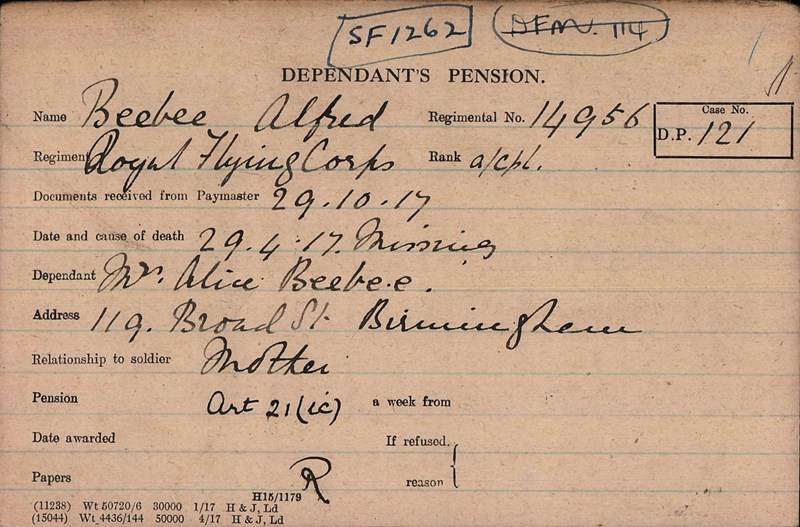 SF1262 DFM. 114
DEPENDANT'S PENSION.
Name Beebee Alfred Regimental No. 14956 Case No.
Regiment Royal Flying Corps Rank a/cpl. D.P. 121
Documents received from Paymaster 29.10.17
Date and cause of death 29.4.17. Missing
Dependant Mrs. Alice Beebee.
Address 119. Broad St. Birmingham
Relationship to soldier Mother
Pension Art 21(ic) a week from
Date awarded If refused,
Papers R reason
H15/1179
(11238) Wt 50720/6 30000 1/17 H & J, Ld
(15044) Wt 4436/144 50000 4/17 H & J, Ld